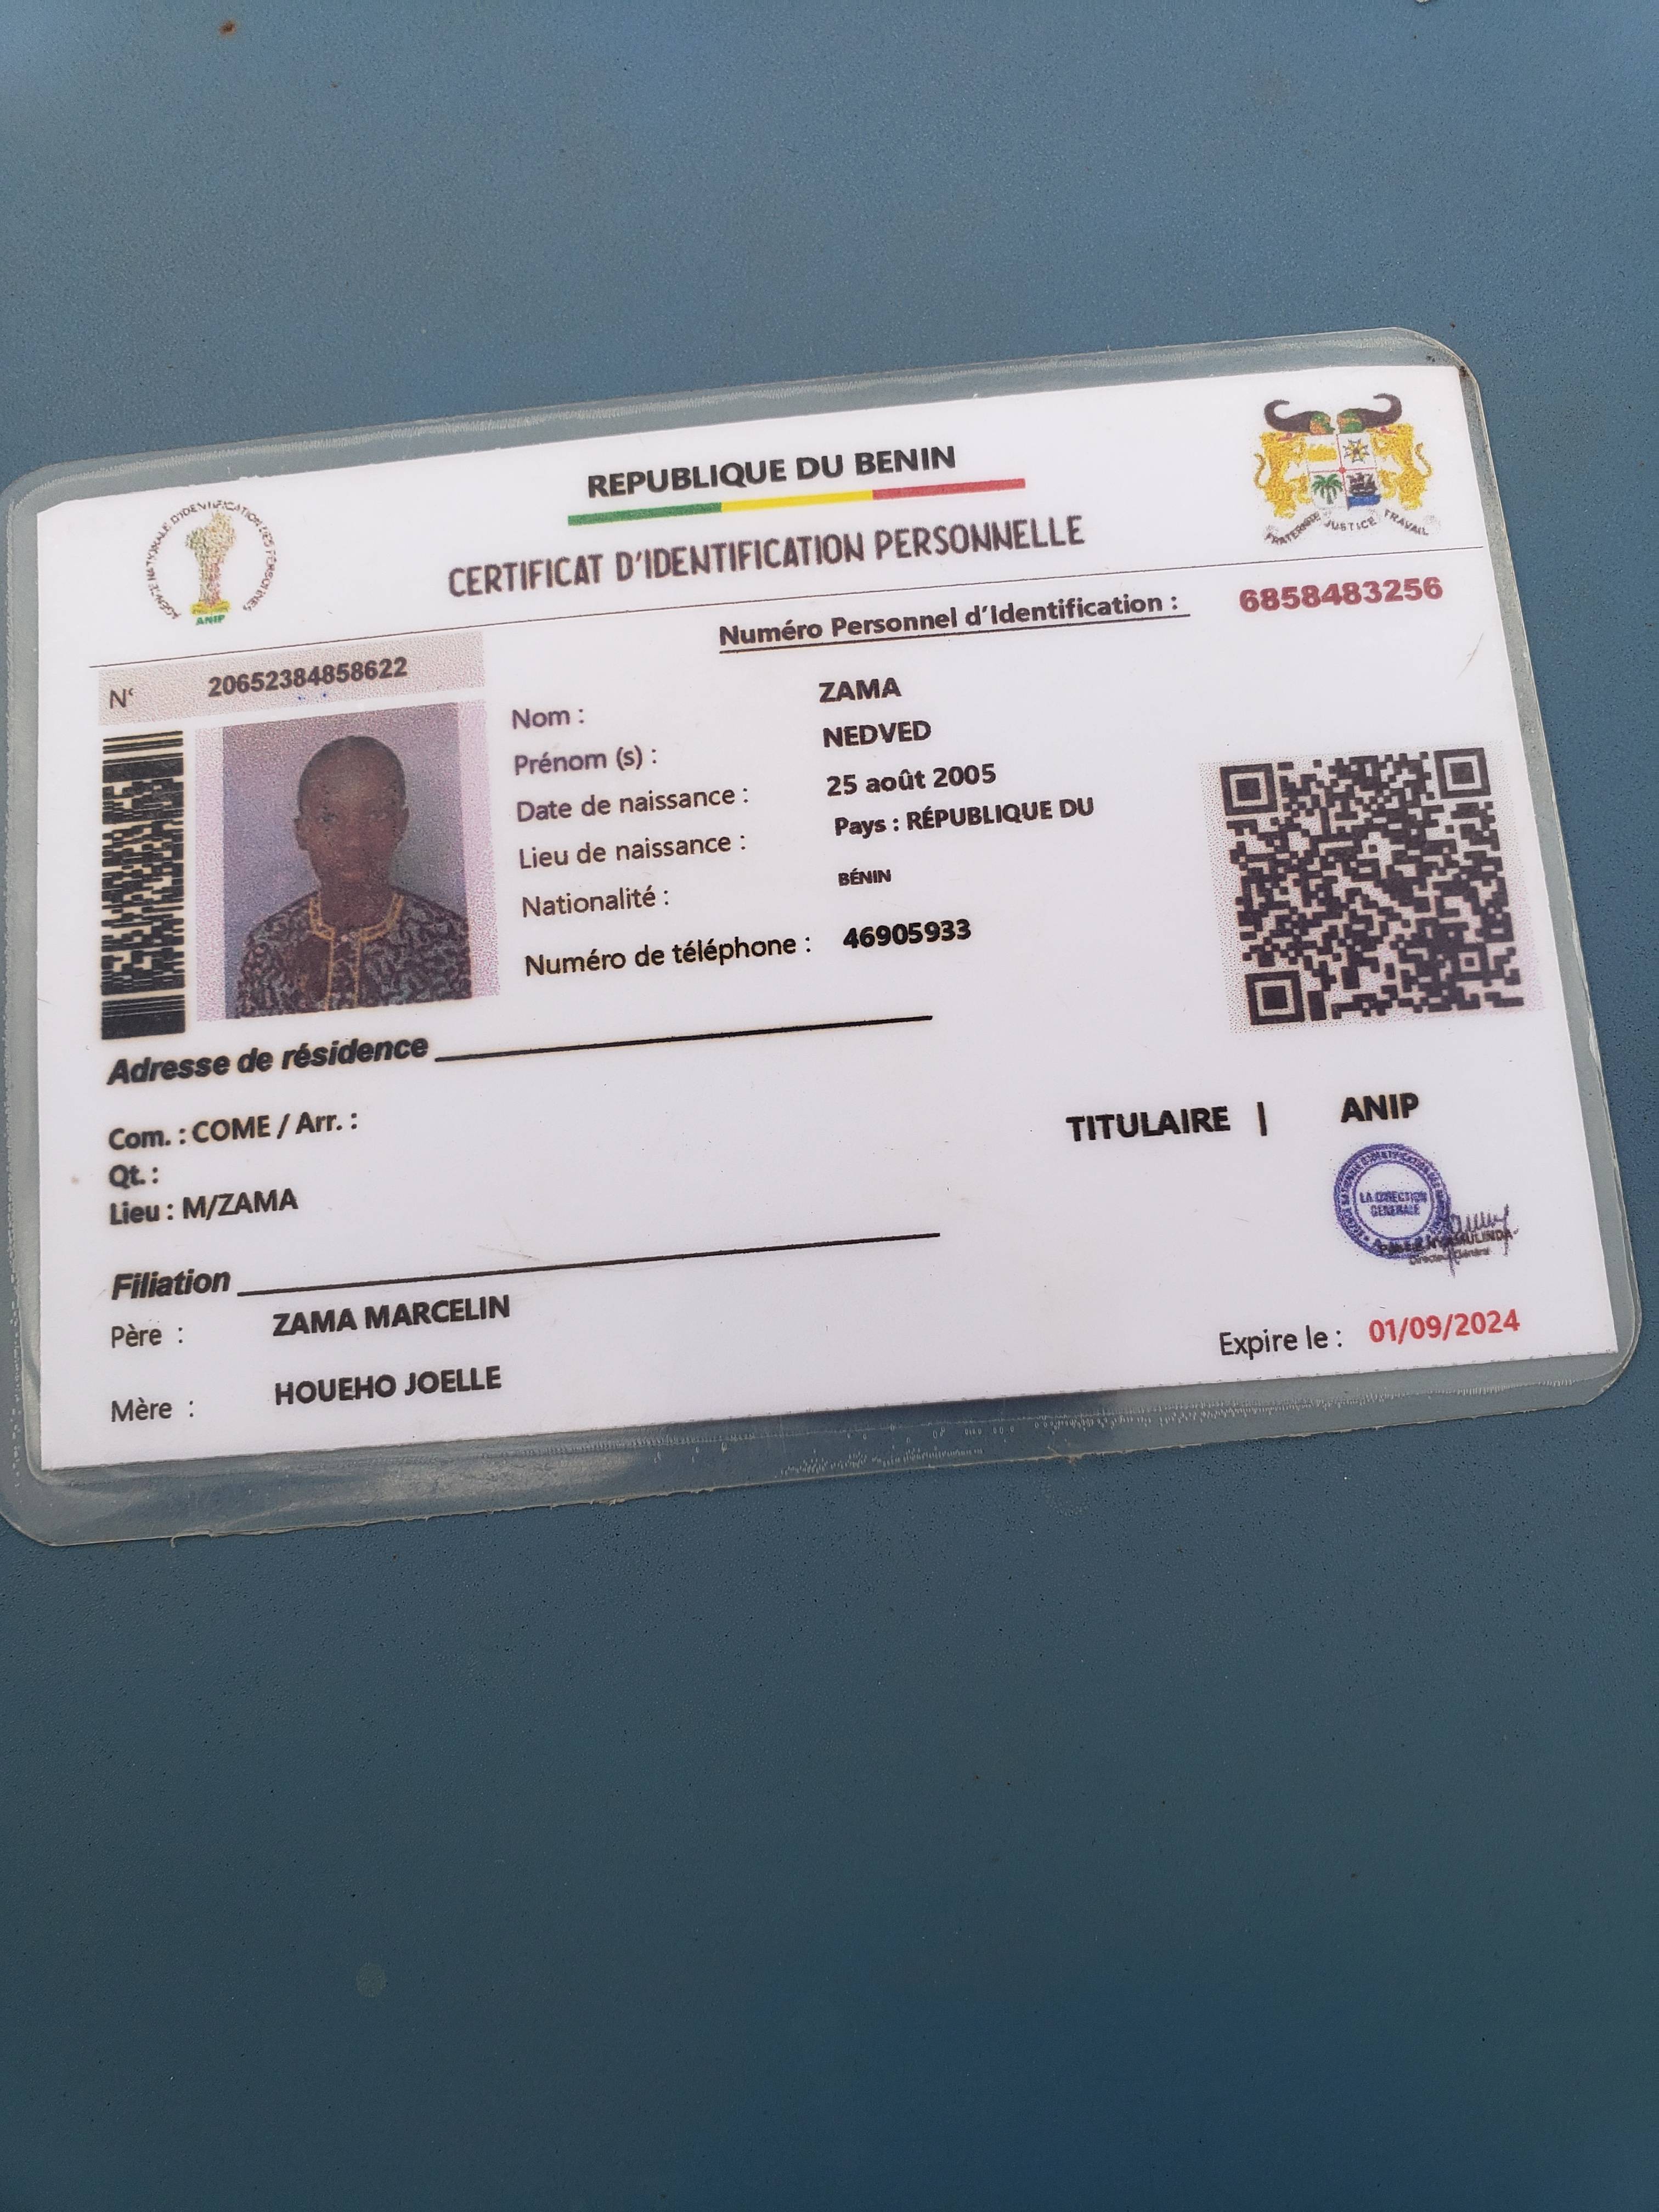 REPUBLIQUE DU BENIN
CERTIFICAT D'IDENTIFICATION PERSONNELLE
AGENCE NATIONALE D'IDENTIFICATION DES PERSONNES
ANIP
FRATERNITE JUSTICE TRAVAIL
Numéro Personnel d'Identification : 6858483256
N° 20652384858622
Nom : ZAMA
Prénom (s) : NEDVED
Date de naissance : 25 août 2005
Lieu de naissance : Pays : RÉPUBLIQUE DU
Nationalité : BÉNIN
Numéro de téléphone : 46905933
Adresse de résidence
Com. : COME / Arr. :
Qt. :
Lieu : M/ZAMA
TITULAIRE | ANIP
LA DIRECTION
GENERALE
Directeur Général
Filiation
Père : ZAMA MARCELIN
Mère : HOUEHO JOELLE
Expire le : 01/09/2024